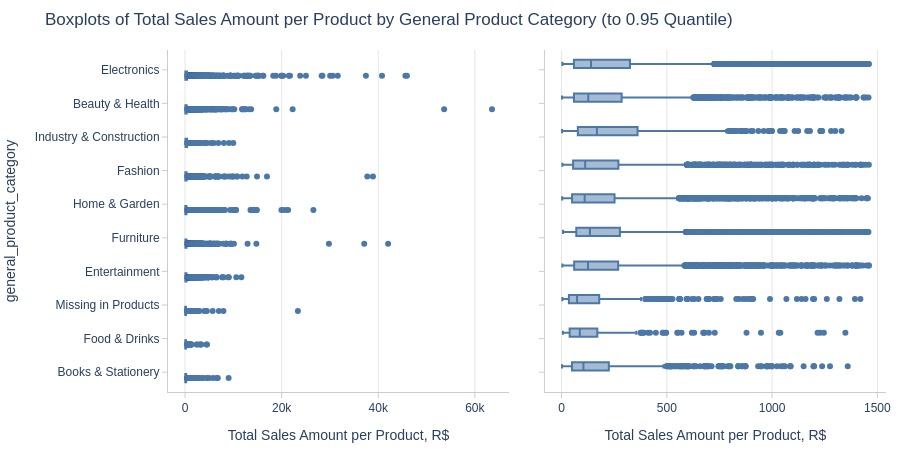 Boxplots of Total Sales Amount per Product by General Product Category (to 0.95 Quantile)
general_product_category
Electronics
Beauty & Health
Industry & Construction
Fashion
Home & Garden
Furniture
Entertainment
Missing in Products
Food & Drinks
Books & Stationery
0 20k 40k 60k
Total Sales Amount per Product, R$
0 500 1000 1500
Total Sales Amount per Product, R$